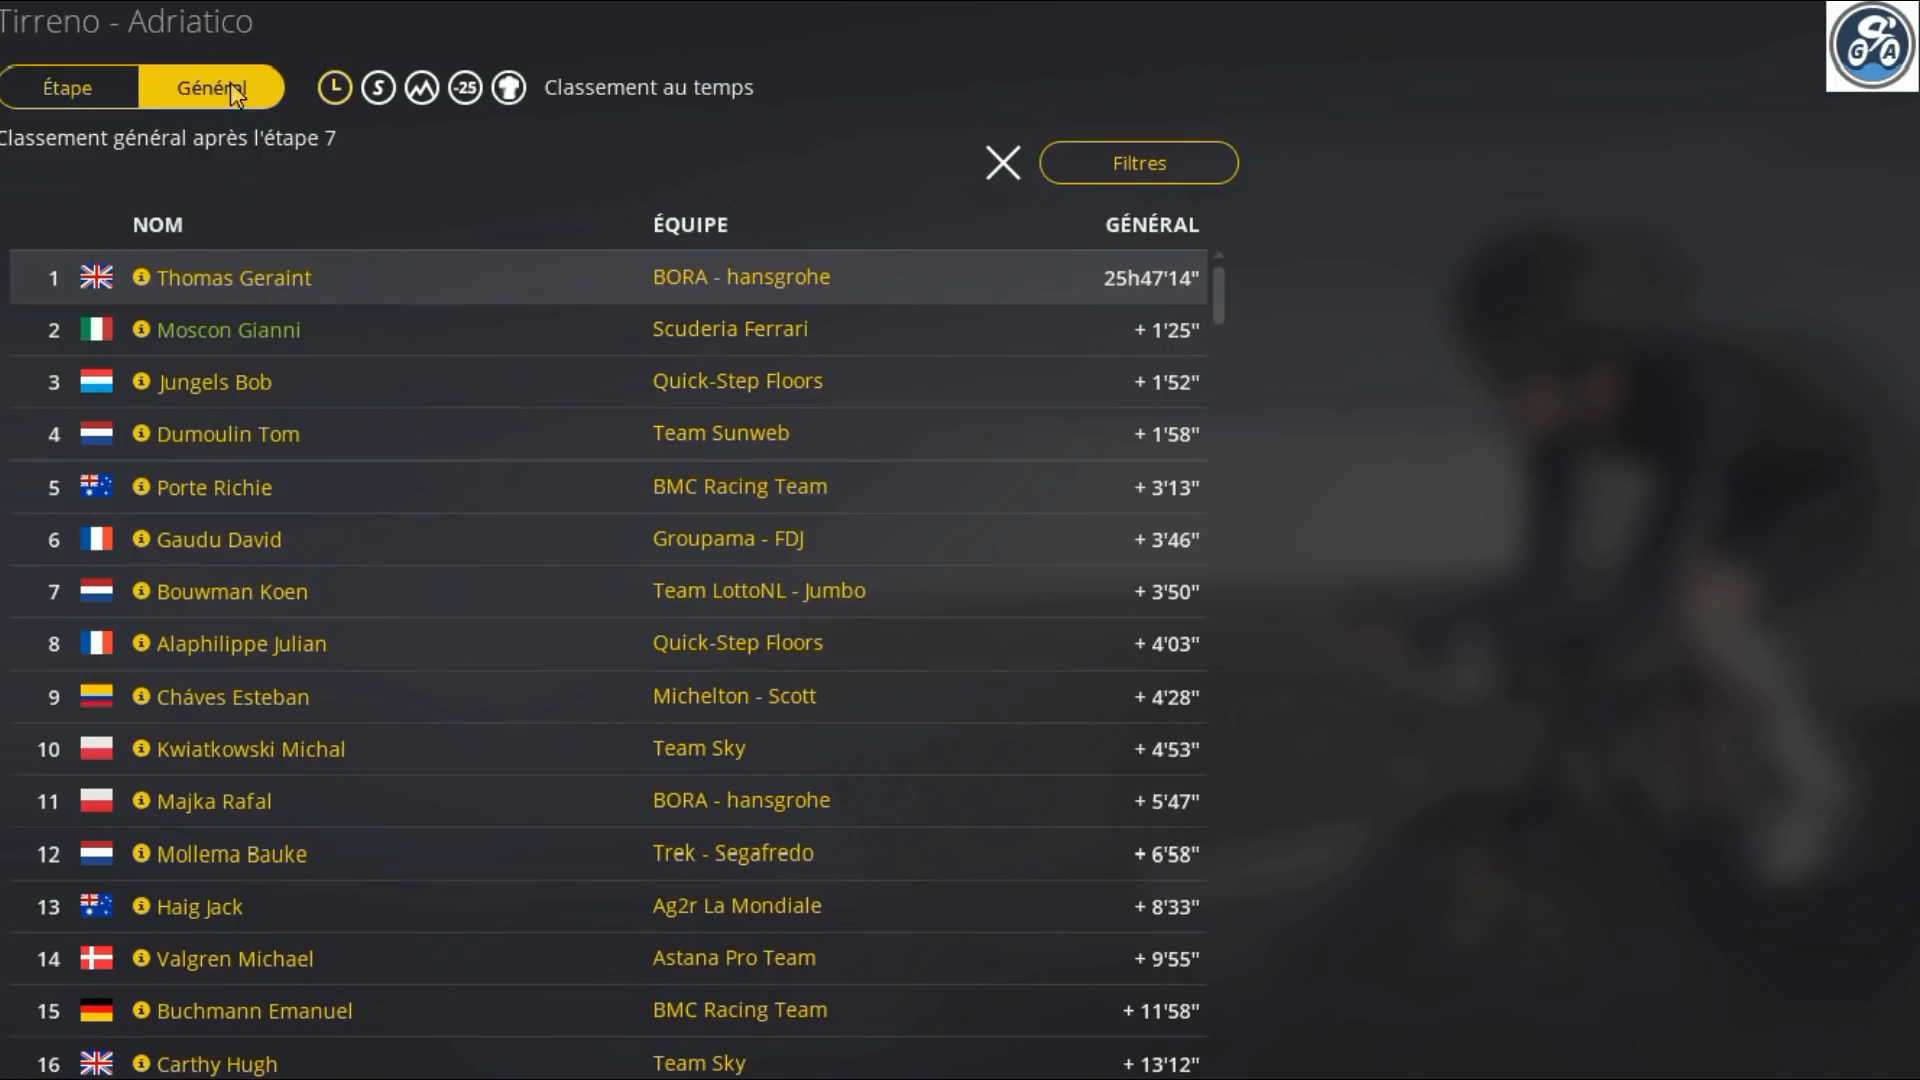 Tirreno - Adriatico
Étape Général S -25 Classement au temps
Classement général après l'étape 7
Filtres
NOM ÉQUIPE GÉNÉRAL
1 Thomas Geraint BORA - hansgrohe 25h47'14"
2 Moscon Gianni Scuderia Ferrari + 1'25"
3 Jungels Bob Quick-Step Floors + 1'52"
4 Dumoulin Tom Team Sunweb + 1'58"
5 Porte Richie BMC Racing Team + 3'13"
6 Gaudu David Groupama - FDJ + 3'46"
7 Bouwman Koen Team LottoNL - Jumbo + 3'50"
8 Alaphilippe Julian Quick-Step Floors + 4'03"
9 Cháves Esteban Michelton - Scott + 4'28"
10 Kwiatkowski Michal Team Sky + 4'53"
11 Majka Rafal BORA - hansgrohe + 5'47"
12 Mollema Bauke Trek - Segafredo + 6'58"
13 Haig Jack Ag2r La Mondiale + 8'33"
14 Valgren Michael Astana Pro Team + 9'55"
15 Buchmann Emanuel BMC Racing Team + 11'58"
16 Carthy Hugh Team Sky + 13'12"
G A